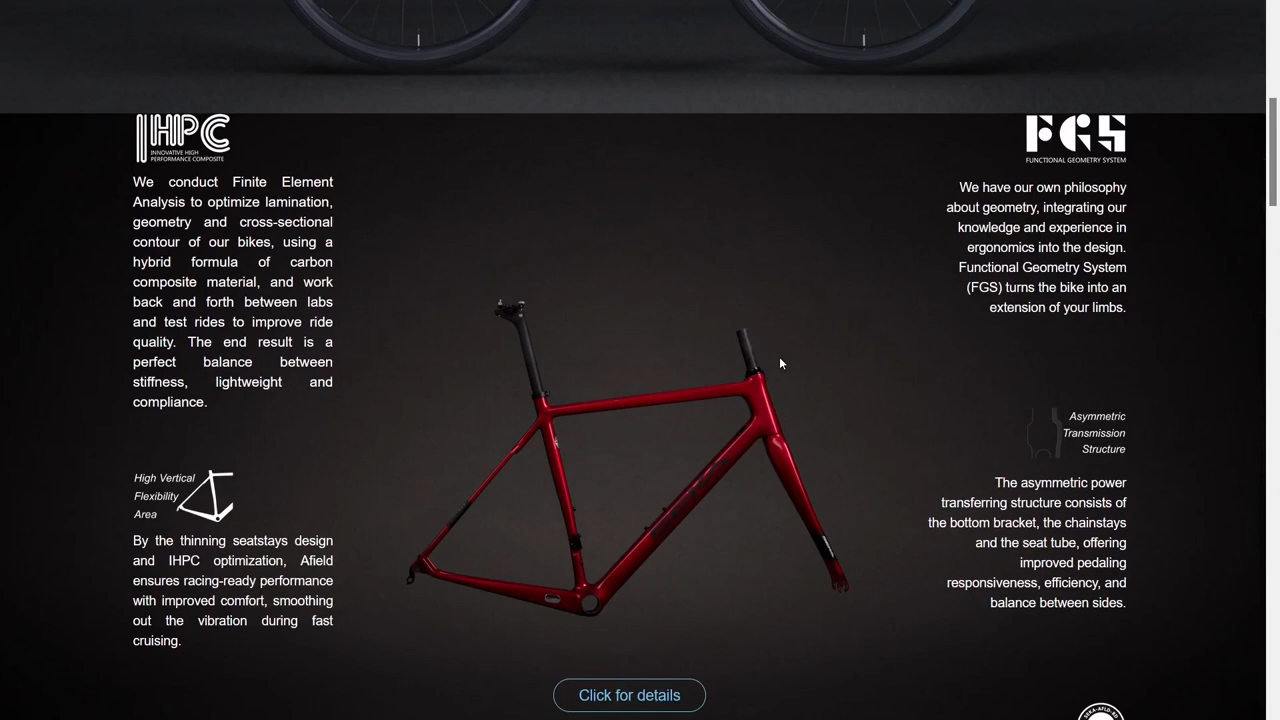 IHPC
INNOVATIVE HIGH
PERFORMANCE COMPOSITE
We conduct Finite Element
Analysis to optimize lamination,
geometry and cross-sectional
contour of our bikes, using a
hybrid formula of carbon
composite material, and work
back and forth between labs
and test rides to improve ride
quality. The end result is a
perfect balance between
stiffness, lightweight and
compliance.
High Vertical
Flexibility
Area
By the thinning seatstays design
and IHPC optimization, Afield
ensures racing-ready performance
with improved comfort, smoothing
out the vibration during fast
cruising.
FGS
FUNCTIONAL GEOMETRY SYSTEM
We have our own philosophy
about geometry, integrating our
knowledge and experience in
ergonomics into the design.
Functional Geometry System
(FGS) turns the bike into an
extension of your limbs.
Asymmetric
Transmission
Structure
The asymmetric power
transferring structure consists of
the bottom bracket, the chainstays
and the seat tube, offering
improved pedaling
responsiveness, efficiency, and
balance between sides.
Click for details